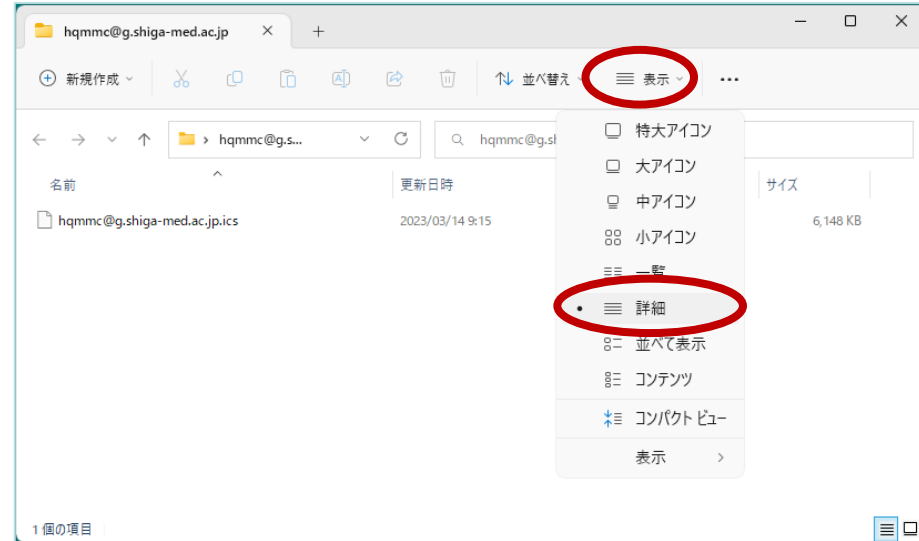 hqmmc@g.shiga-med.ac.jp
新規作成
並べ替え
表示
hqmmc@g.s...
hqmmc@g.sh
名前
更新日時
サイズ
hqmmc@g.shiga-med.ac.jp.ics
2023/03/14 9:15
6,148 KB
特大アイコン
大アイコン
中アイコン
小アイコン
一覧
詳細
並べて表示
コンテンツ
コンパクト ビュー
表示
1 個の項目